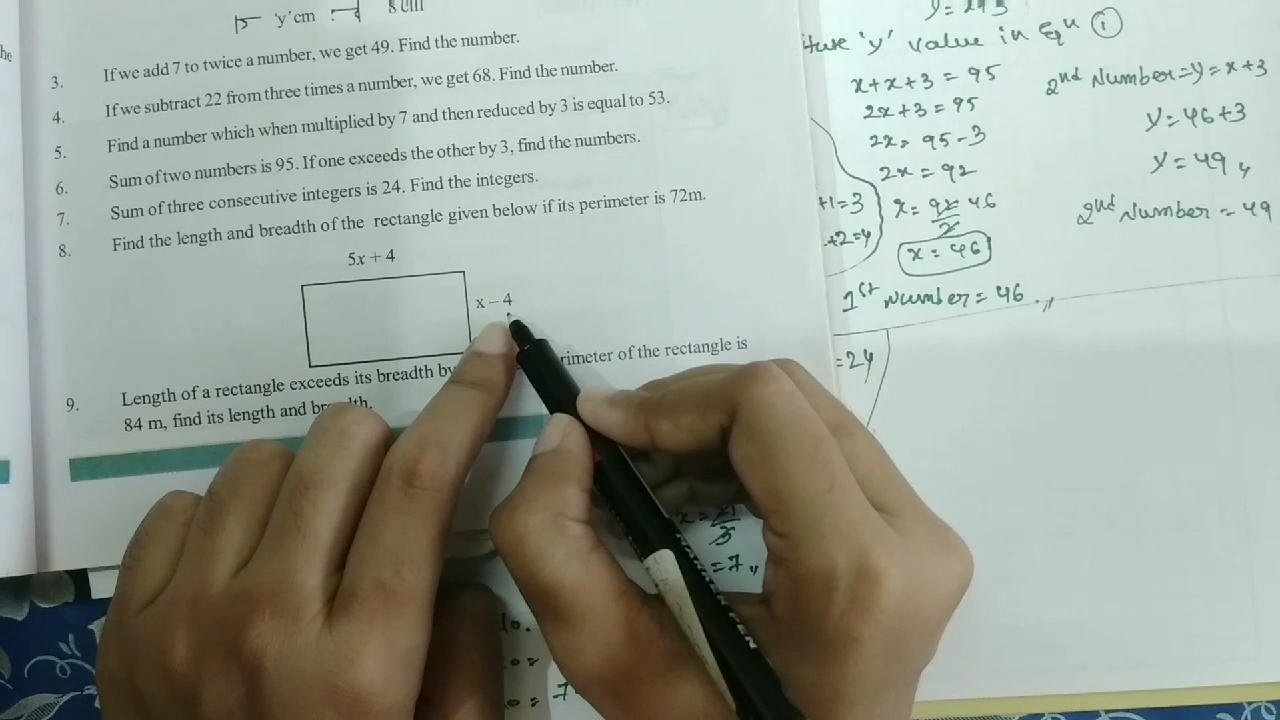 he
'y' cm
8 cm
3. If we add 7 to twice a number, we get 49. Find the number.
4. If we subtract 22 from three times a number, we get 68. Find the number.
5. Find a number which when multiplied by 7 and then reduced by 3 is equal to 53.
6. Sum of two numbers is 95. If one exceeds the other by 3, find the numbers.
7. Sum of three consecutive integers is 24. Find the integers.
8. Find the length and breadth of the rectangle given below if its perimeter is 72m.
5x + 4
x – 4
9. Length of a rectangle exceeds its breadth by rimeter of the rectangle is
84 m, find its length and
'y' value in Equ ①
x+x+3 = 95
2x+3 = 95
2x = 95-3
2x = 92
x = 92/2 46
x = 46
1st Number = 46
2nd Number = y = x+3
y = 46+3
y = 49
2nd Number = 49
+1=3
+2=4
=24
=7